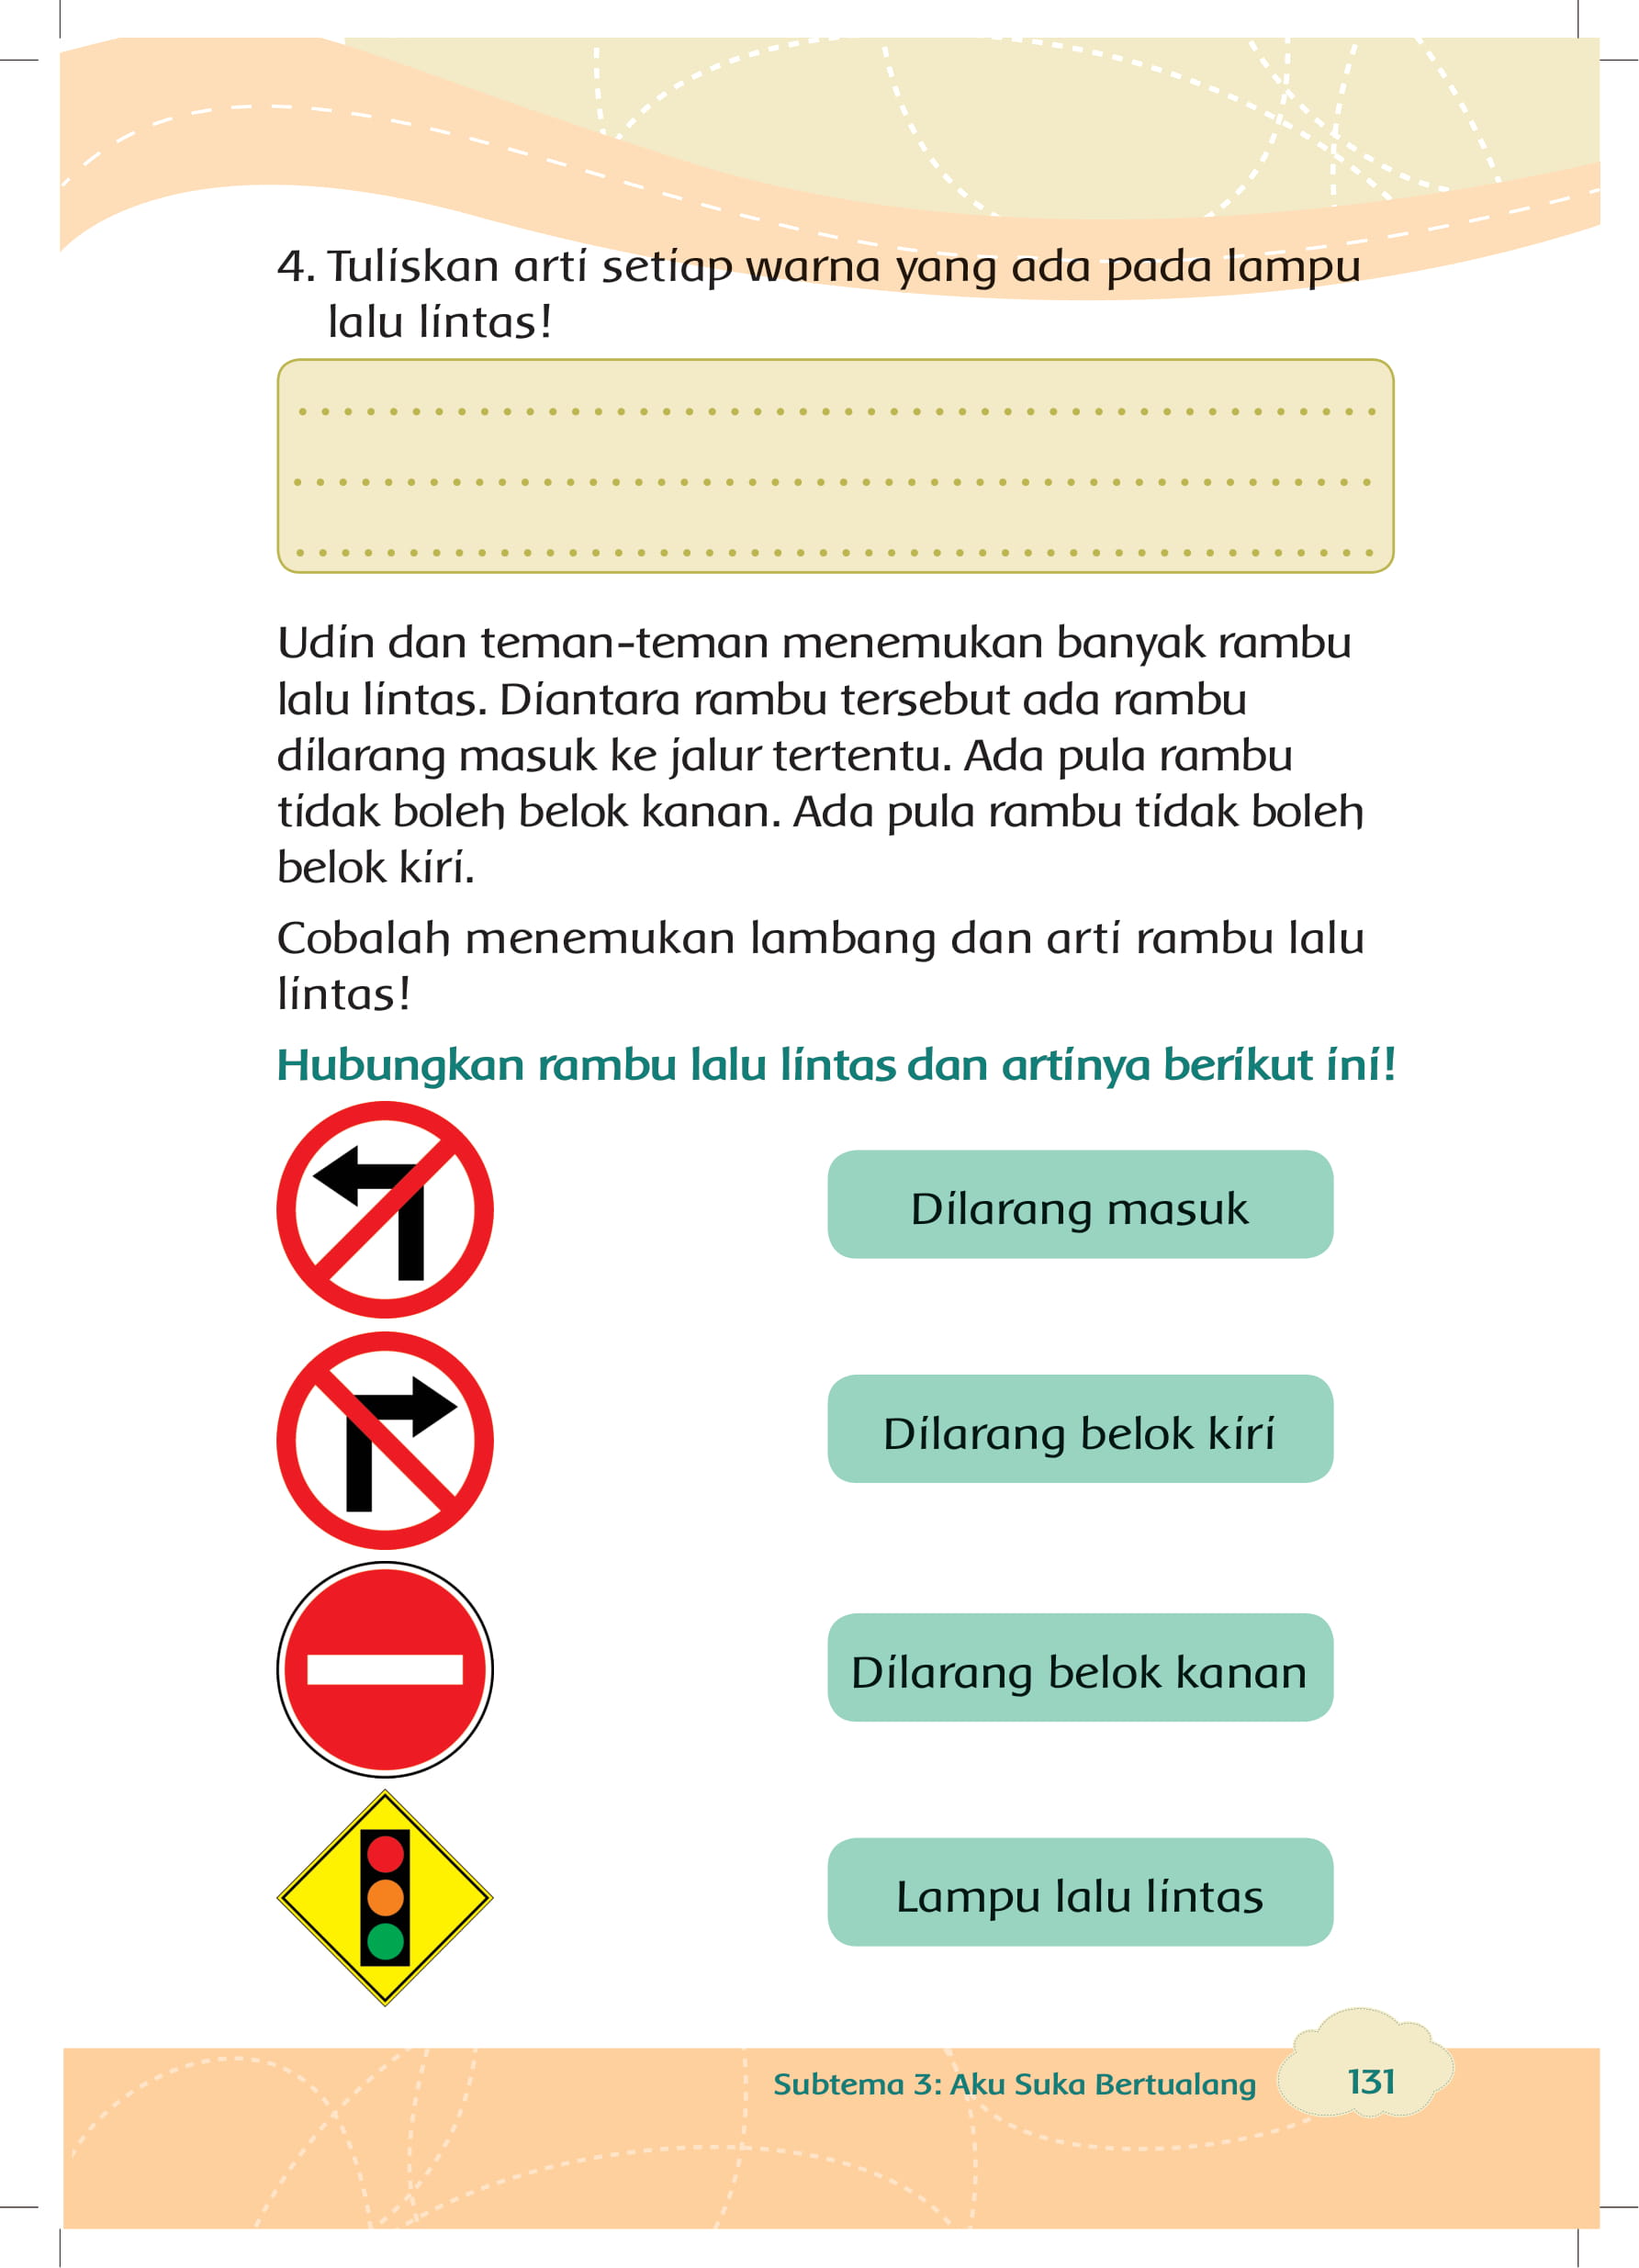 4. Tuliskan arti setiap warna yang ada pada lampu
lalu lintas!
Udin dan teman-teman menemukan banyak rambu
lalu lintas. Diantara rambu tersebut ada rambu
dilarang masuk ke jalur tertentu. Ada pula rambu
tidak boleh belok kanan. Ada pula rambu tidak boleh
belok kiri.
Cobalah menemukan lambang dan arti rambu lalu
lintas!
Hubungkan rambu lalu lintas dan artinya berikut ini!
Dilarang masuk
Dilarang belok kiri
Dilarang belok kanan
Lampu lalu lintas
Subtema 3: Aku Suka Bertualang
131